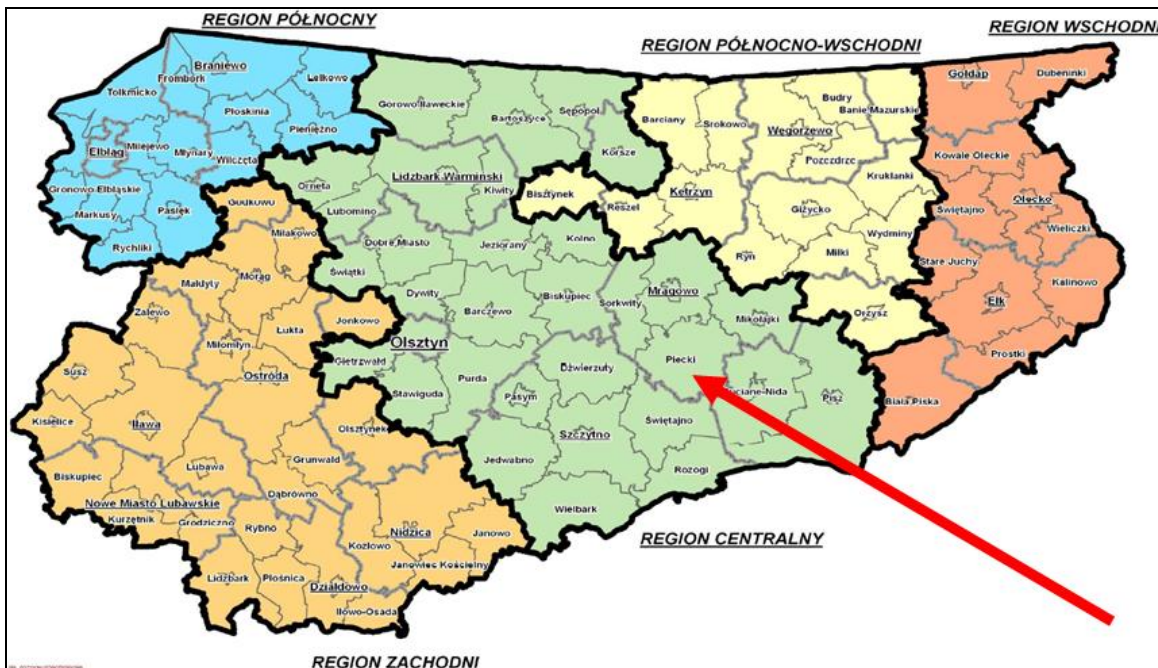 REGION PÓŁNOCNY
REGION WSCHODNI
REGION PÓŁNOCNO-WSCHODNI
Braniewo
Frombork
Lelkowo
Tolkmicko
Płoskinia
Pieniężno
Elbląg
Milejewo
Młynary
Wilczęta
Gronowo Elbląskie
Markusy
Pasłęk
Rychliki
Godkowo
Górowo Iławeckie
Bartoszyce
Sępopol
Korsze
Orneta
Lidzbark Warmiński
Kiwity
Lubomino
Dobre Miasto
Jeziorany
Kolno
Świątki
Dywity
Barczewo
Biskupiec
Sorkwity
Mrągowo
Mikołajki
Piecki
Olsztyn
Gietrzwałd
Stawiguda
Purda
Pasym
Dźwierzuty
Szczytno
Świętajno
Jedwabno
Rozogi
Wielbark
Pisz
Barciany
Srokowo
Węgorzewo
Budry
Banie Mazurskie
Pozezdrze
Kruklanki
Bisztynek
Reszel
Kętrzyn
Giżycko
Wydminy
Ryn
Miłki
Orzysz
Gołdap
Dubeninki
Kowale Oleckie
Olecko
Świętajno
Wieliczki
Stare Juchy
Kalinowo
Ełk
Prostki
Biała Piska
Miłakowo
Małdyty
Morąg
Zalewo
Łukta
Jonkowo
Miłomłyn
Ostróda
Susz
Kisielice
Iława
Olsztynek
Grunwald
Lubawa
Biskupiec
Dąbrówno
Nowe Miasto Lubawskie
Kurzętnik
Grodziczno
Rybno
Nidzica
Janowo
Kozłowo
Janowiec Kościelny
Lidzbark
Płośnica
Działdowo
Iłowo-Osada
REGION CENTRALNY
REGION ZACHODNI